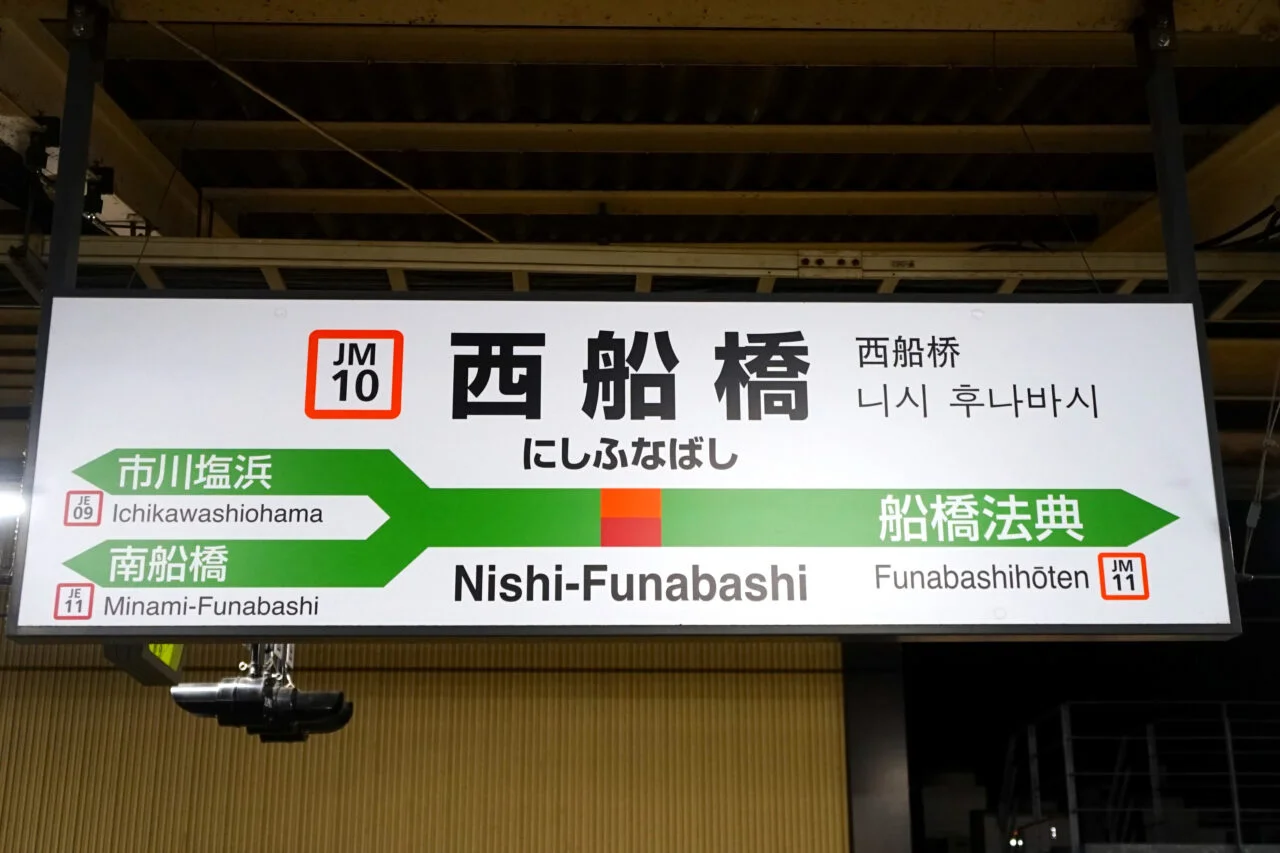 JM
10
西船橋
西船桥
니시 후나바시
にしふなばし
市川塩浜
JE
09
Ichikawashiohama
南船橋
JE
11
Minami-Funabashi
Nishi-Funabashi
船橋法典
Funabashihōten
JM
11